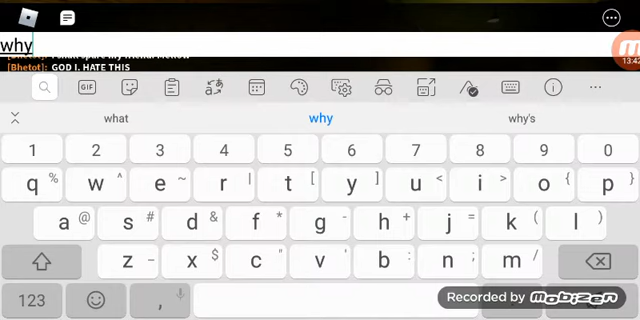 why
[Bhetot]: GOD I. HATE THIS
13:42
GIF
what why why's
1 2 3 4 5 6 7 8 9 0
q % w ^ e ~ r | t [ y ] u < i > o { p }
a @ s # d & f * g - h + j = k ( l )
z _ x $ c " v ' b : n ; m /
123 ,
Recorded by mobizen